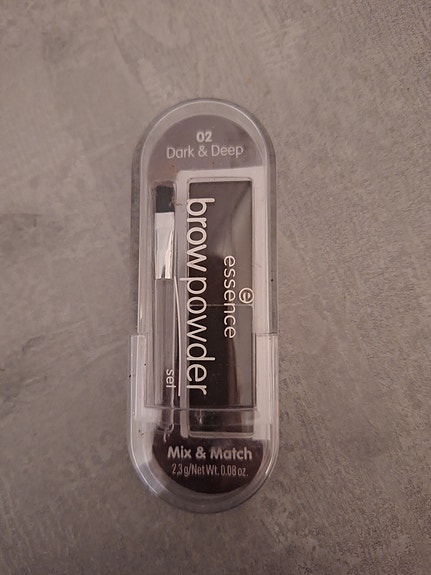 02
Dark & Deep
essence
brow powder
set
Mix & Match
2,3 g/Net Wt. 0.08 oz.